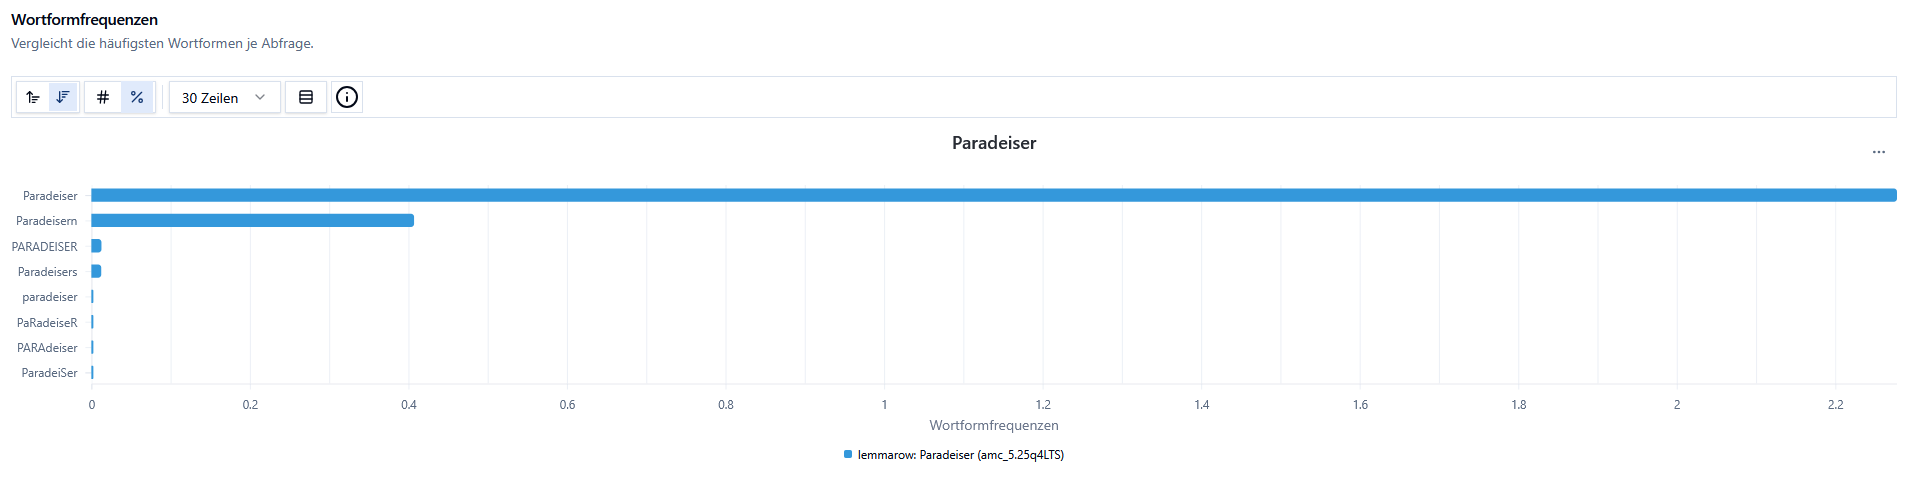 Wortformfrequenzen
Vergleicht die häufigsten Wortformen je Abfrage.
# % 30 Zeilen
Paradeiser
...
Paradeiser
Paradeisern
PARADEISER
Paradeisers
paradeiser
PaRadeiseR
PARAdeiser
ParadeiSer
0 0.2 0.4 0.6 0.8 1 1.2 1.4 1.6 1.8 2 2.2
Wortformfrequenzen
lemmarow: Paradeiser (amc_5.25q4LTS)